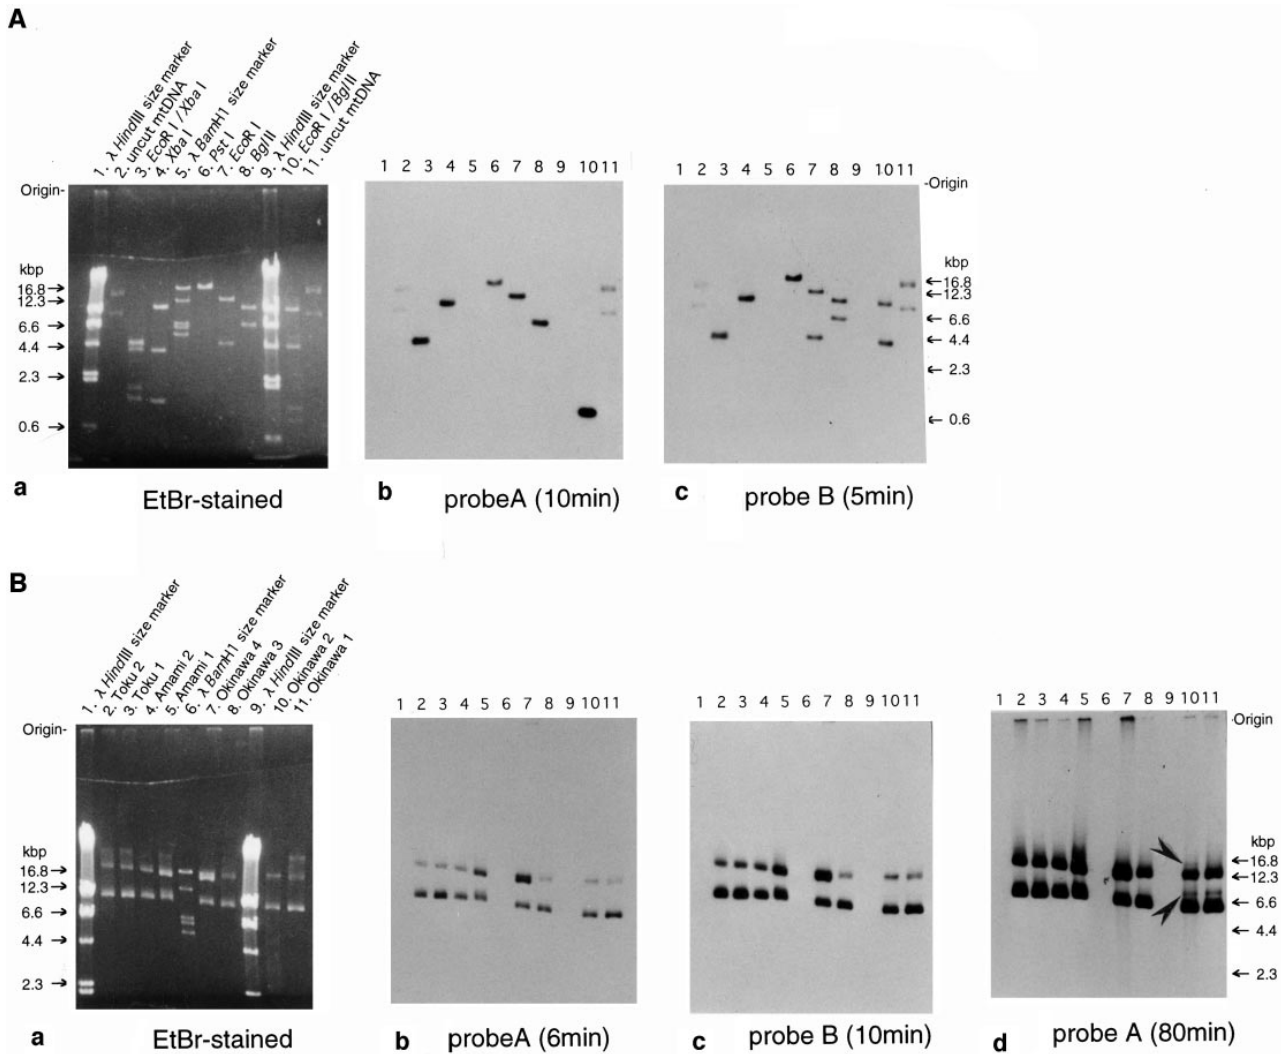 A
1. λ HindIII size marker
2. uncut mtDNA
3. EcoR I / Xba I
4. Xba I
5. λ BamH1 size marker
6. Pst I
7. EcoR I
8. Bgl II
9. λ HindIII size marker
10. EcoR I / Bgl II
11. uncut mtDNA
Origin-
kbp
16.8
12.3
6.6
4.4
2.3
0.6
1 2 3 4 5 6 7 8 9 10 11
1 2 3 4 5 6 7 8 9 10 11
-Origin
kbp
16.8
12.3
6.6
4.4
2.3
0.6
a EtBr-stained
b probeA (10min)
c probe B (5min)
B
1. λ HindIII size marker
2. Toku 2
3. Toku 1
4. Amami 2
5. Amami 1
6. λ BamH1 size marker
7. Okinawa 4
8. Okinawa 3
9. λ HindIII size marker
10. Okinawa 2
11. Okinawa 1
Origin-
kbp
16.8
12.3
6.6
4.4
2.3
1 2 3 4 5 6 7 8 9 10 11
1 2 3 4 5 6 7 8 9 10 11
1 2 3 4 5 6 7 8 9 10 11
-Origin
kbp
16.8
12.3
6.6
4.4
2.3
a EtBr-stained
b probeA (6min)
c probe B (10min)
d probe A (80min)